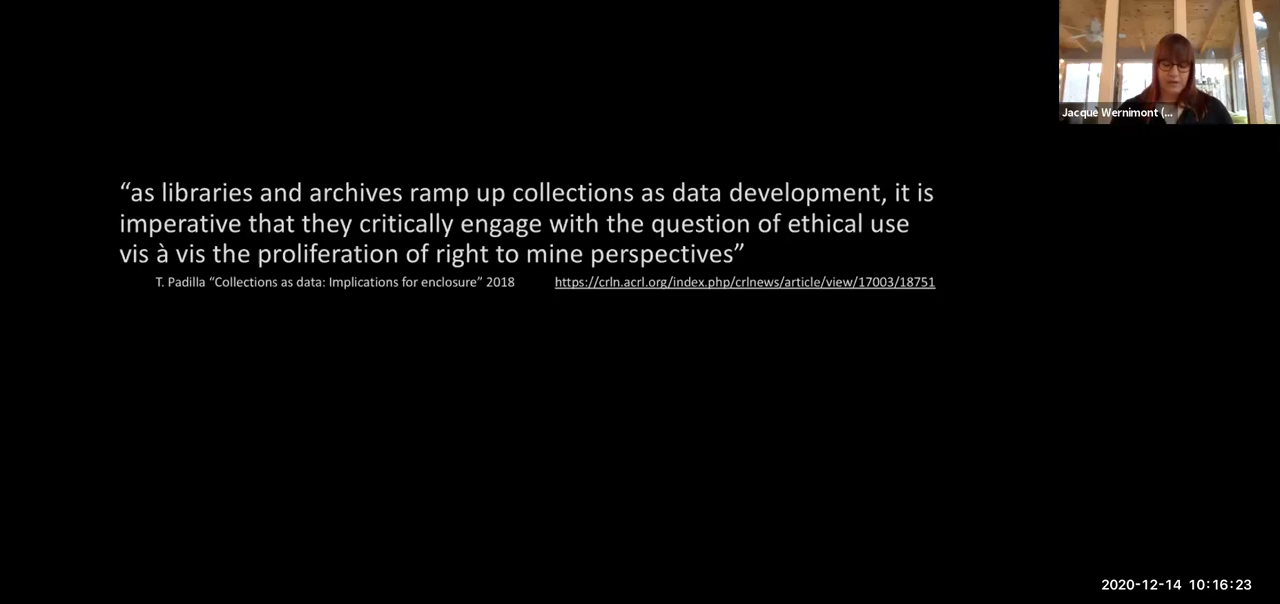 Jacque Wernimont (...
“as libraries and archives ramp up collections as data development, it is
imperative that they critically engage with the question of ethical use
vis à vis the proliferation of right to mine perspectives”
T. Padilla “Collections as data: Implications for enclosure” 2018 https://crln.acrl.org/index.php/crlnews/article/view/17003/18751
2020-12-14 10:16:23